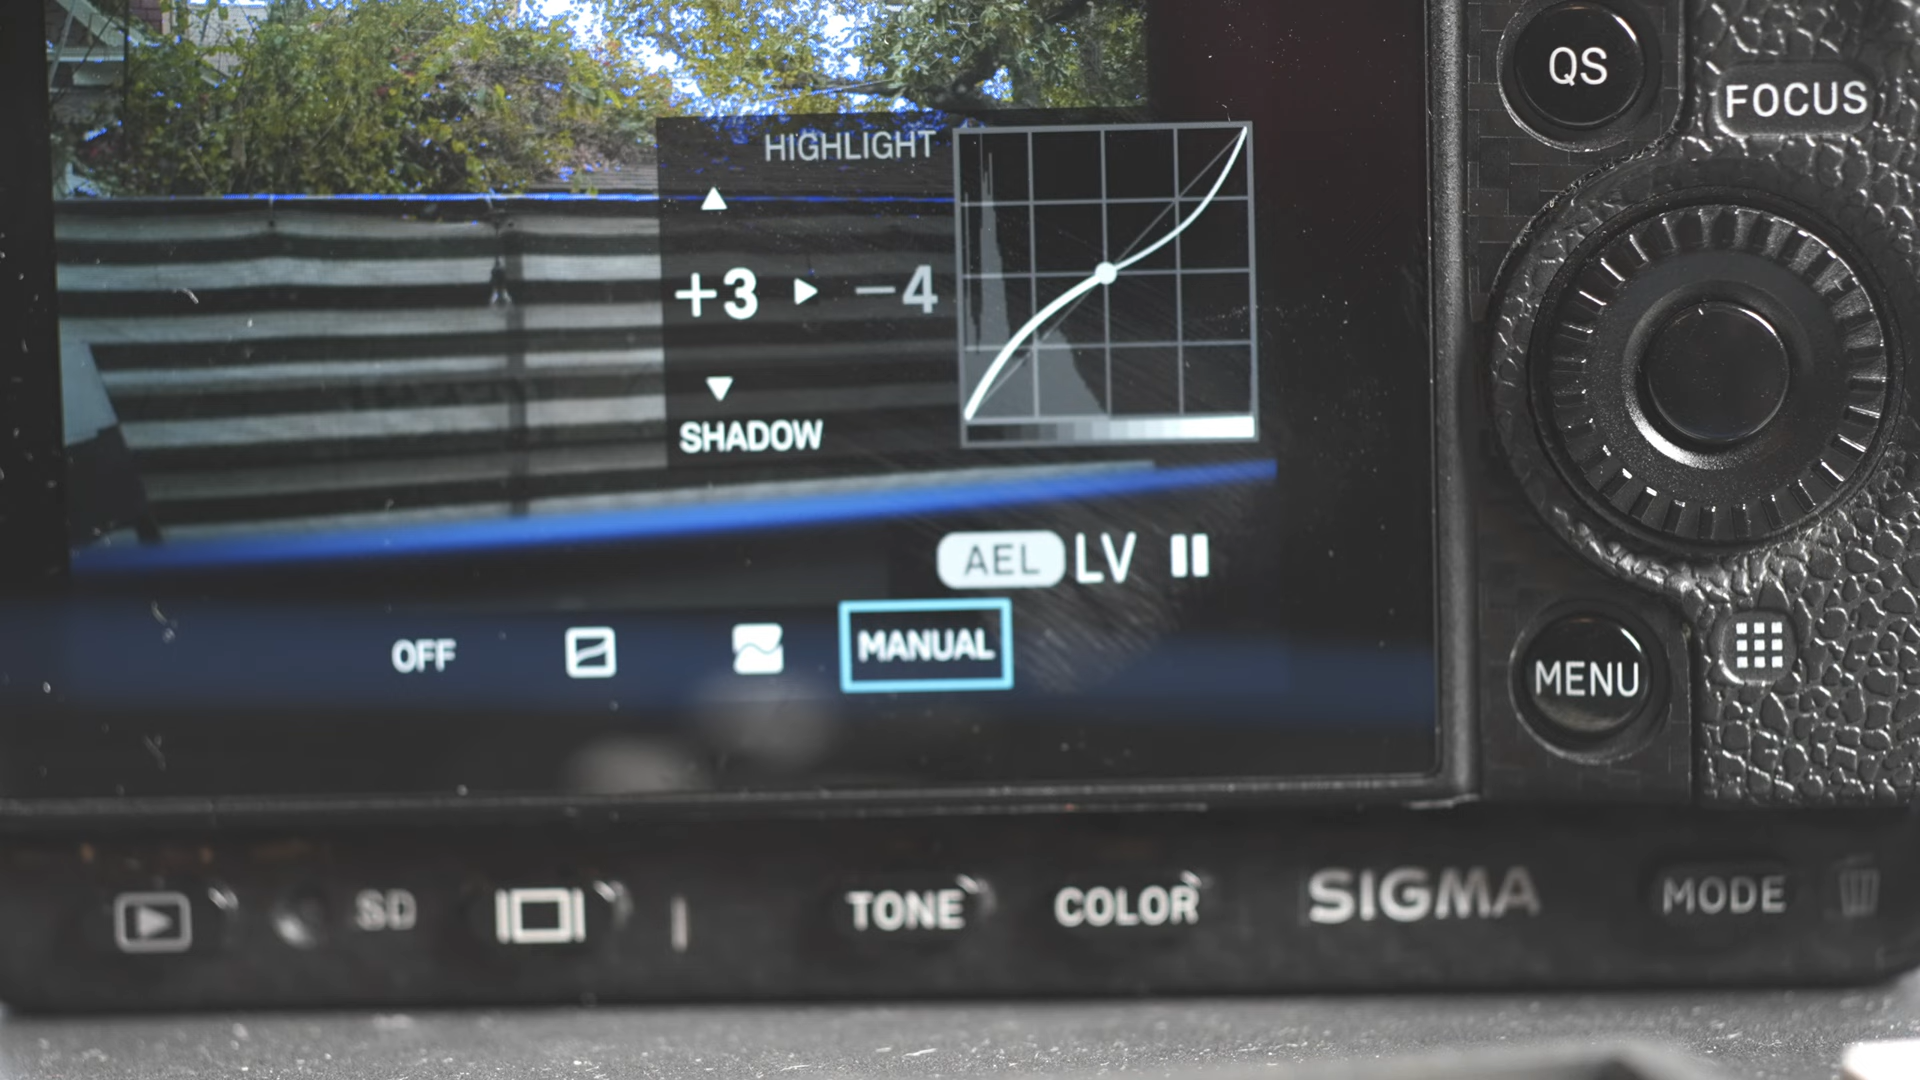 QS
FOCUS
HIGHLIGHT
+3 -4
SHADOW
AEL LV
OFF MANUAL
MENU
SD TONE COLOR SIGMA MODE